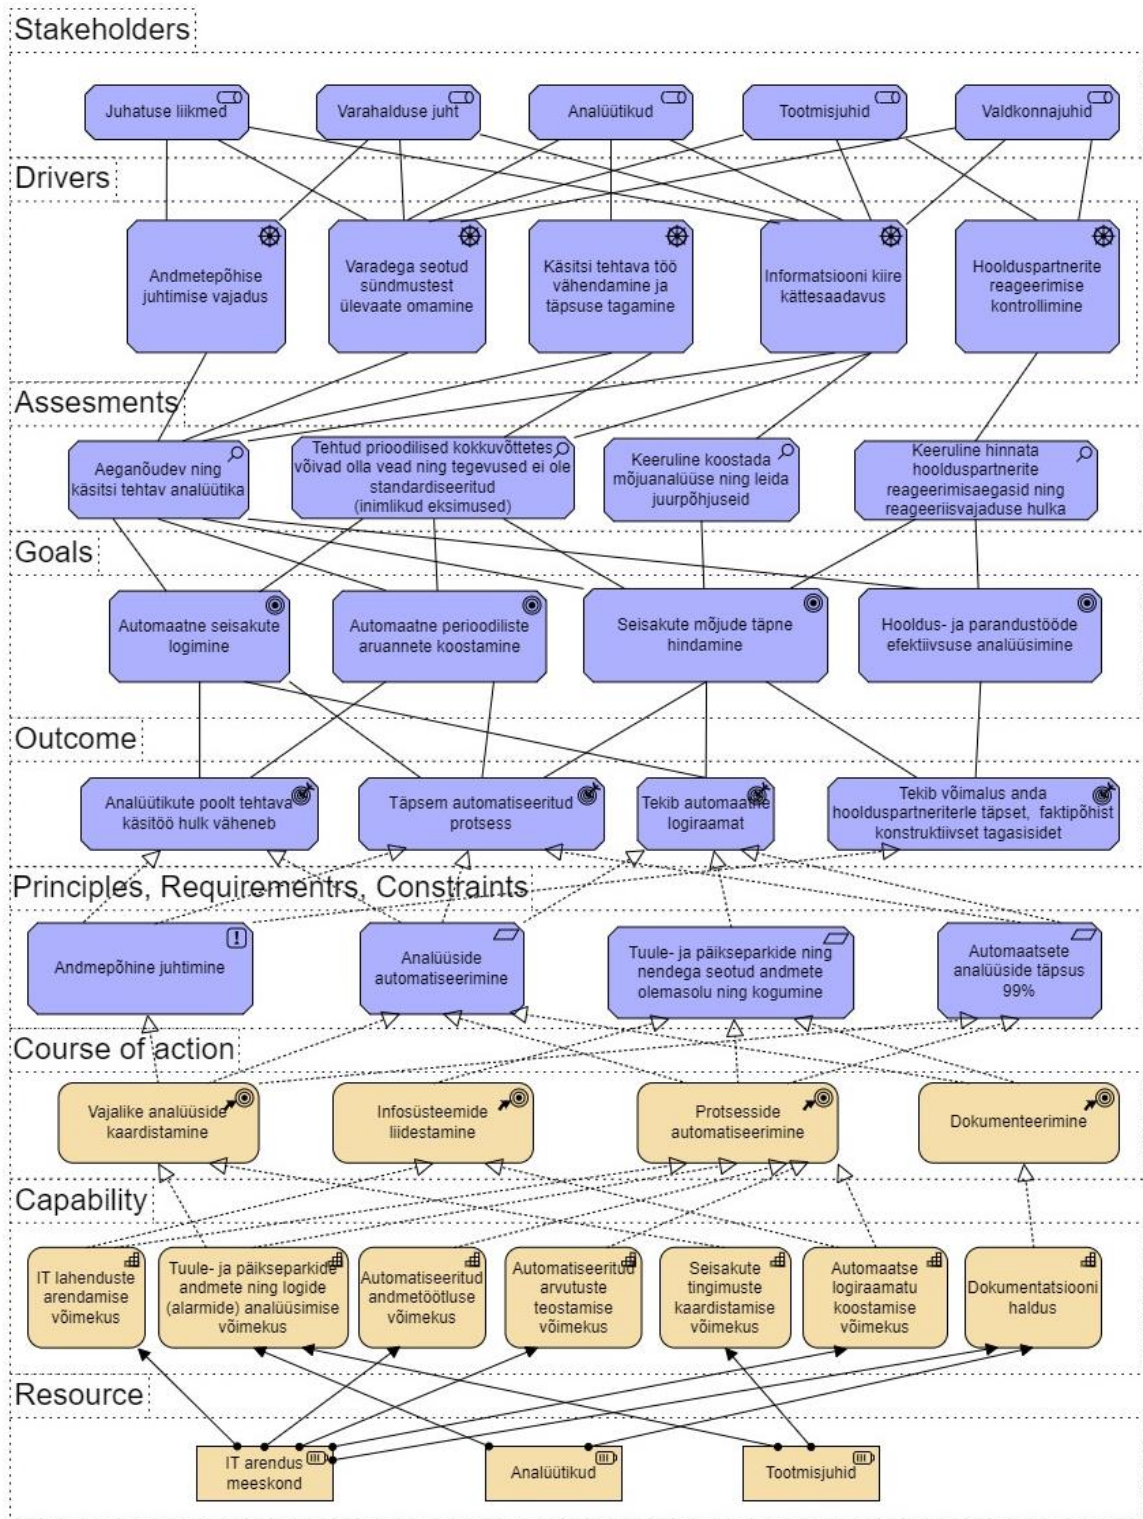 Stakeholders
Juhatuse liikmed
Varahalduse juht
Analüütikud
Tootmisjuhid
Valdkonnajuhid
Drivers
Andmetepõhise
juhtimise vajadus
Varadega seotud
sündmustest
ülevaate omamine
Käsitsi tehtava töö
vähendamine ja
täpsuse tagamine
Informatsiooni kiire
kättesaadavus
Hoolduspartnerite
reageerimise
kontrollimine
Assesments
Aeganõudev ning
käsitsi tehtav analüütika
Tehtud prioodilised kokkuvõttetes
võivad olla vead ning tegevused ei ole
standardiseeritud
(inimlikud eksimused)
Keeruline koostada
mõjuanalüüse ning leida
juurpõhjuseid
Keeruline hinnata
hoolduspartnerite
reageerimisaegasid ning
reageeriisvajaduse hulka
Goals
Automaatne seisakute
logimine
Automaatne perioodiliste
aruannete koostamine
Seisakute mõjude täpne
hindamine
Hooldus- ja parandustööde
efektiivsuse analüüsimine
Outcome
Analüütikute poolt tehtava
käsitöö hulk väheneb
Täpsem automatiseeritud
protsess
Tekib automaatne
logiraamat
Tekib võimalus anda
hoolduspartneriterle täpset, faktipõhist
konstruktiivset tagasisidet
Principles, Requirementrs, Constraints
Andmepõhine juhtimine
Analüüside
automatiseerimine
Tuule- ja päikseparkide ning
nendega seotud andmete
olemasolu ning kogumine
Automaatsete
analüüside täpsus
99%
Course of action
Vajalike analüüside
kaardistamine
Infosüsteemide
liidestamine
Protsesside
automatiseerimine
Dokumenteerimine
Capability
IT lahenduste
arendamise
võimekus
Tuule- ja päikseparkide
andmete ning logide
(alarmide) analüüsimise
võimekus
Automatiseeritud
andmetöötluse
võimekus
Automatiseeritud
arvutuste
teostamise
võimekus
Seisakute
tingimuste
kaardistamise
võimekus
Automaatse
logiraamatu
koostamise
võimekus
Dokumentatsiooni
haldus
Resource
IT arendus
meeskond
Analüütikud
Tootmisjuhid